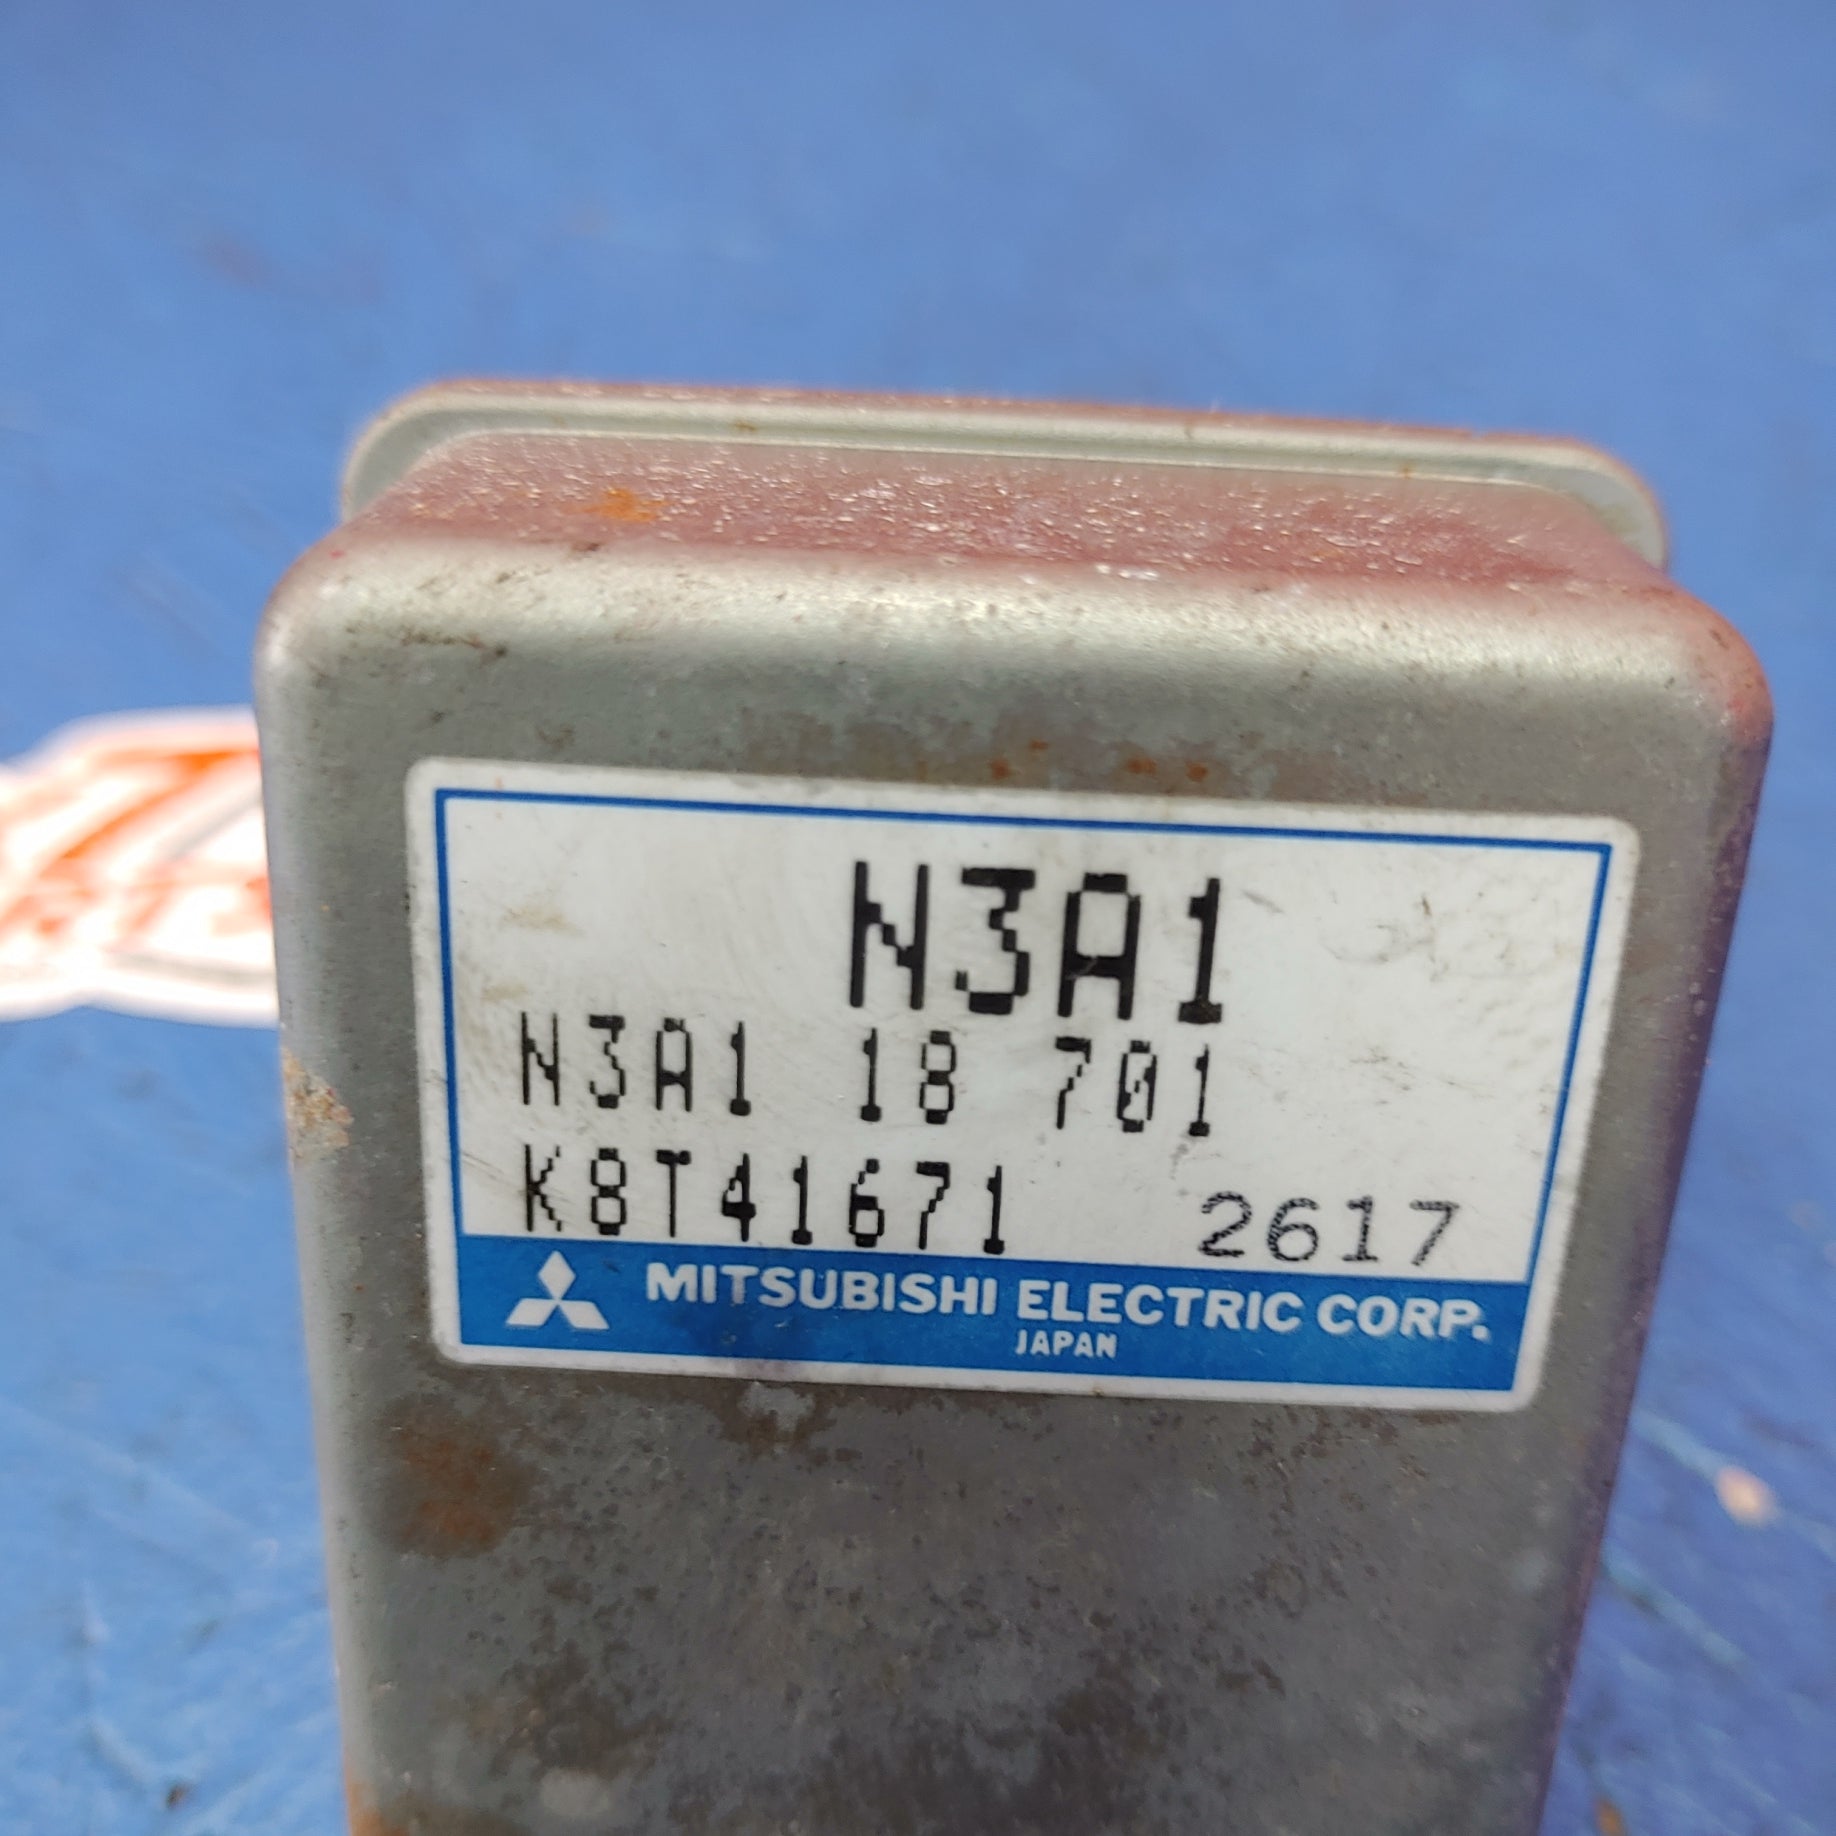 N3A1
N3A1 18 701
K8T41671 2617
MITSUBISHI ELECTRIC CORP.
JAPAN